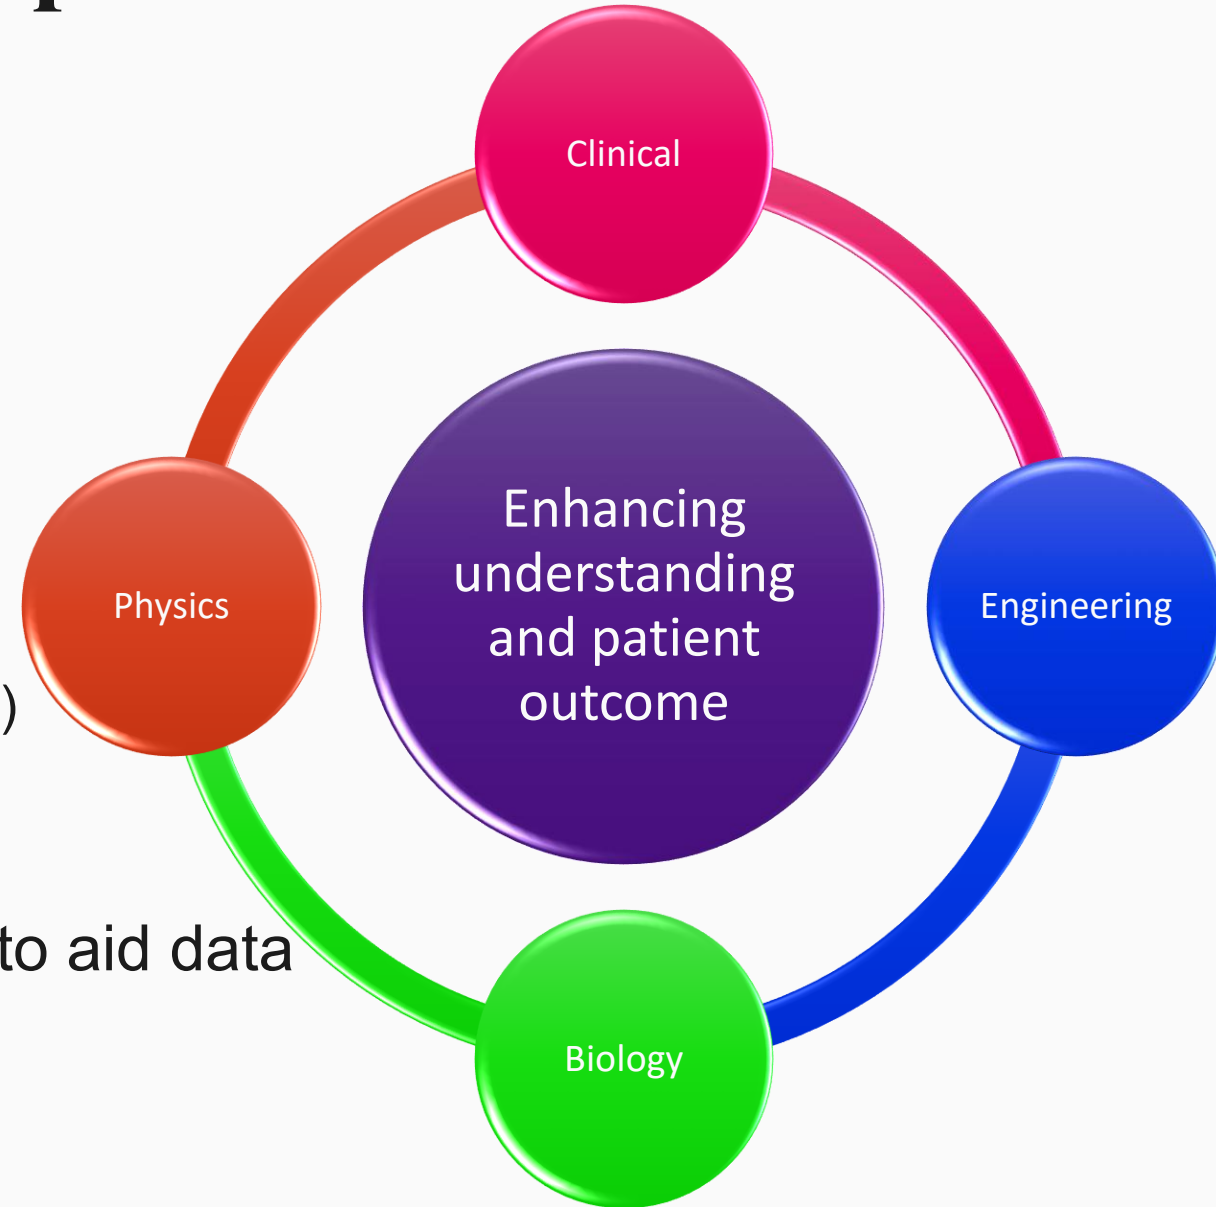 Clinical
Enhancing
understanding
and patient
outcome
Physics
Engineering
)
to aid data
Biology